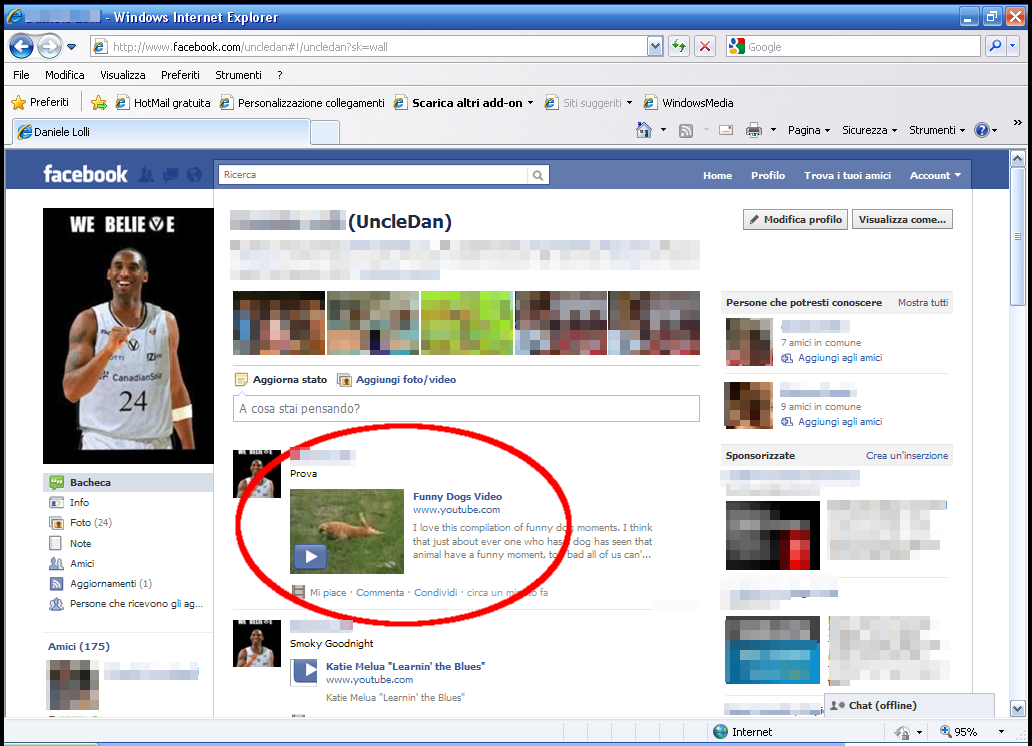 - Windows Internet Explorer
http://www.facebook.com/uncledan#!/uncledan?sk=wall
Google
File Modifica Visualizza Preferiti Strumenti ?
Preferiti HotMail gratuita Personalizzazione collegamenti Scarica altri add-on Siti suggeriti WindowsMedia
Daniele Lolli
Pagina Sicurezza Strumenti »
facebook
Ricerca
Home Profilo Trova i tuoi amici Account
WE BELIEVE
CanadianSolar
24
(UncleDan)
Modifica profilo Visualizza come...
Aggiorna stato Aggiungi foto/video
A cosa stai pensando?
Prova
Funny Dogs Video
www.youtube.com
I love this compilation of funny dog moments. I think
that just about ever one who has a dog has seen that
animal have a funny moment, too bad all of us can'...
Mi piace · Commenta · Condividi · circa un minuto fa
Smoky Goodnight
Katie Melua "Learnin' the Blues"
www.youtube.com
Katie Melua "Learnin' the Blues"
Bacheca
Info
Foto (24)
Note
Amici
Aggiornamenti (1)
Persone che ricevono gli ag...
Amici (175)
Persone che potresti conoscere Mostra tutti
7 amici in comune
Aggiungi agli amici
9 amici in comune
Aggiungi agli amici
Sponsorizzate Crea un'inserzione
Chat (offline)
Internet
95%